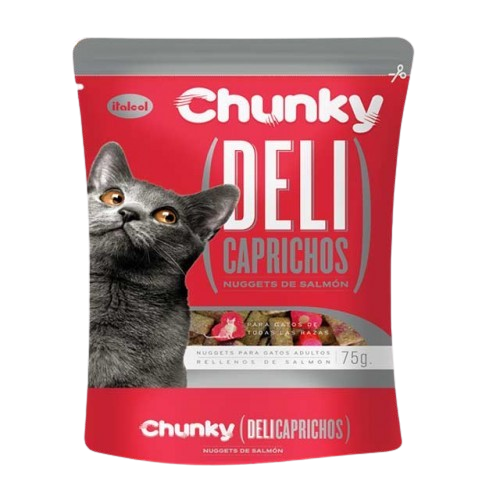 italcol
Chunky
(DELI
CAPRICHOS)
NUGGETS DE SALMÓN
PARA GATOS DE
TODAS LAS RAZAS
NUGGETS PARA GATOS ADULTOS
RELLENOS DE SALMÓN
75g.
Chunky (DELICAPRICHOS)
NUGGETS DE SALMÓN